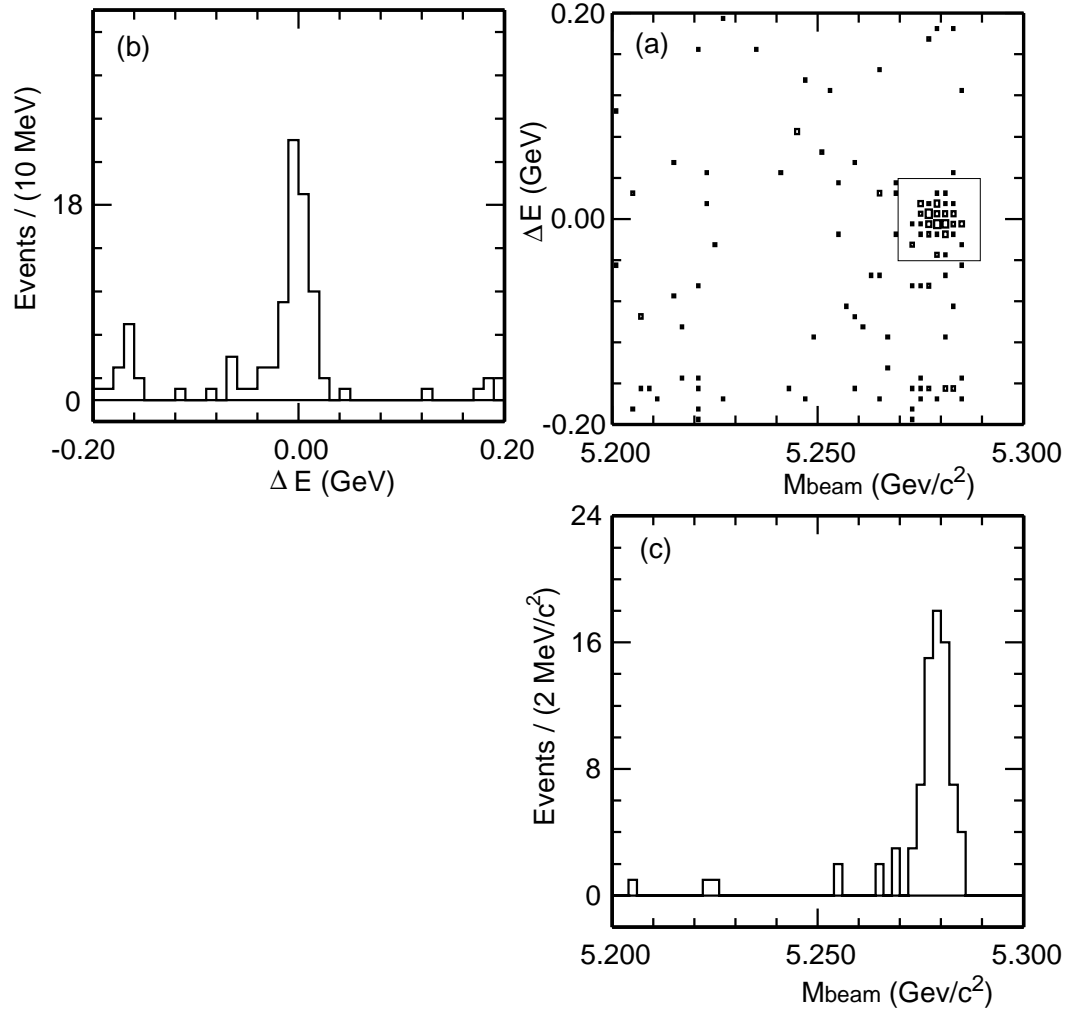 (b)
Events / (10 MeV)
18
0
-0.20
0.00
0.20
Δ E (GeV)
(a)
0.20
0.00
-0.20
Δ E (GeV)
5.200
5.250
5.300
Mbeam (Gev/c²)
(c)
24
16
8
0
Events / (2 MeV/c²)
5.200
5.250
5.300
Mbeam (Gev/c²)